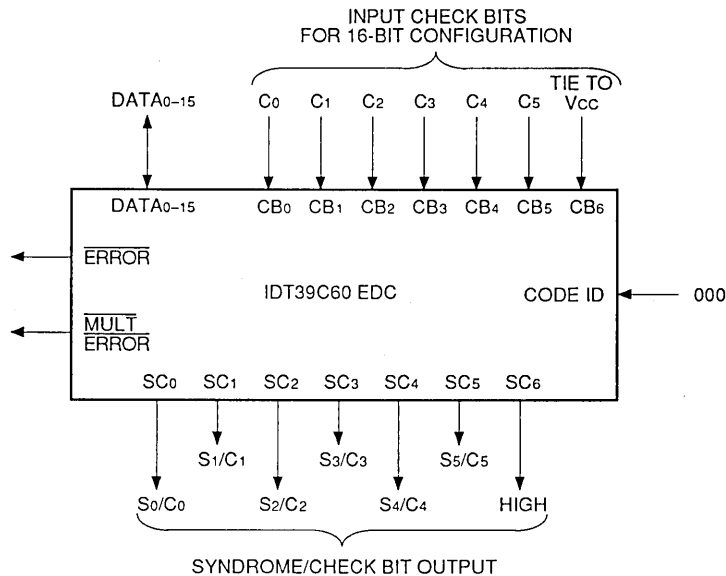 INPUT CHECK BITS
FOR 16-BIT CONFIGURATION
TIE TO
DATA0–15 C0 C1 C2 C3 C4 C5 VCC
DATA0–15 CB0 CB1 CB2 CB3 CB4 CB5 CB6
ERROR
IDT39C60 EDC CODE ID 000
MULT
ERROR
SC0 SC1 SC2 SC3 SC4 SC5 SC6
S1/C1 S3/C3 S5/C5
S0/C0 S2/C2 S4/C4 HIGH
SYNDROME/CHECK BIT OUTPUT